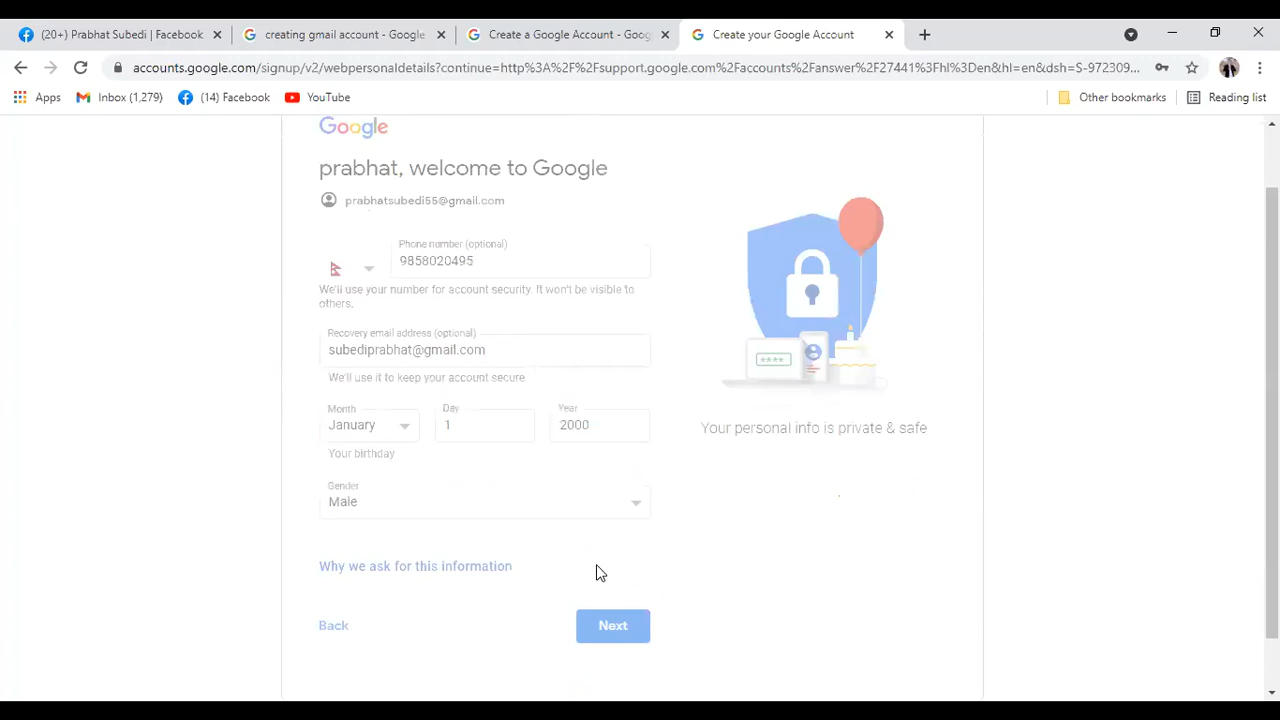 (20+) Prabhat Subedi | Facebook
creating gmail account - Google
Create a Google Account - Goog
Create your Google Account
accounts.google.com/signup/v2/webpersonaldetails?continue=http%3A%2F%2Fsupport.google.com%2Faccounts%2Fanswer%2F27441%3Fhl%3Den&hl=en&dsh=S-972309...
Apps
Inbox (1,279)
(14) Facebook
YouTube
Other bookmarks
Reading list
Google
prabhat, welcome to Google
prabhatsubedi55@gmail.com
Phone number (optional)
9858020495
We'll use your number for account security. It won't be visible to
others.
Recovery email address (optional)
subediprabhat@gmail.com
We'll use it to keep your account secure
Month
Day
Year
January
1
2000
Your birthday
Gender
Male
Why we ask for this information
Back
Next
****
Your personal info is private & safe